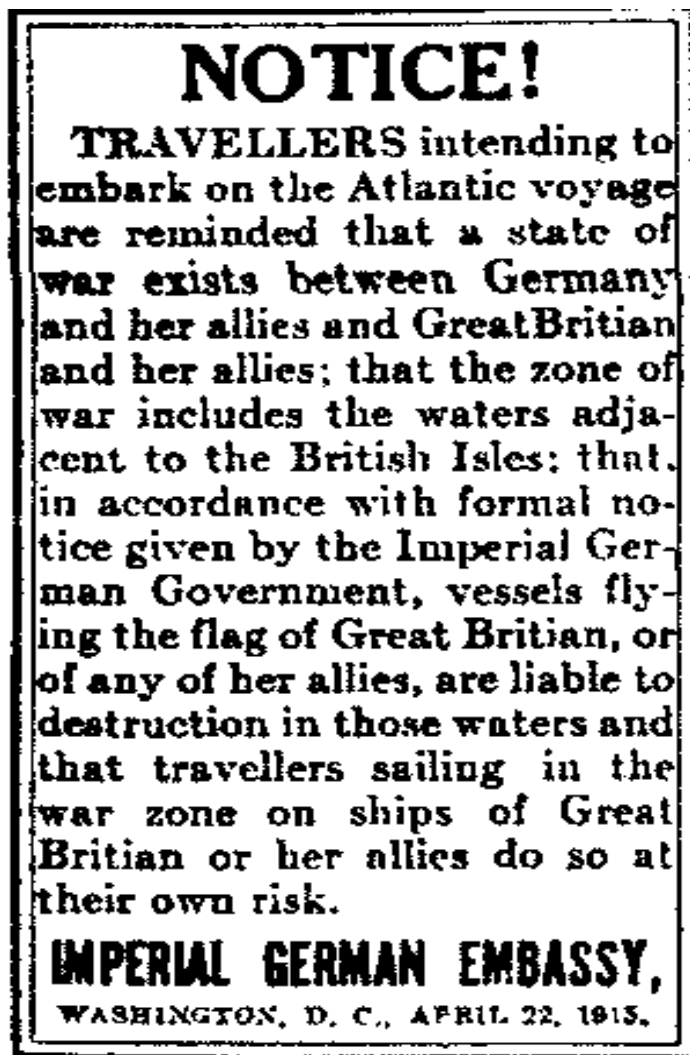 NOTICE!
TRAVELLERS intending to
embark on the Atlantic voyage
are reminded that a state of
war exists between Germany
and her allies and Great Britian
and her allies; that the zone of
war includes the waters adja-
cent to the British Isles; that,
in accordance with formal no-
tice given by the Imperial Ger-
man Government, vessels fly-
ing the flag of Great Britian, or
of any of her allies, are liable to
destruction in those waters and
that travellers sailing in the
war zone on ships of Great
Britian or her allies do so at
their own risk.
IMPERIAL GERMAN EMBASSY,
WASHINGTON, D. C., APRIL 22, 1915.